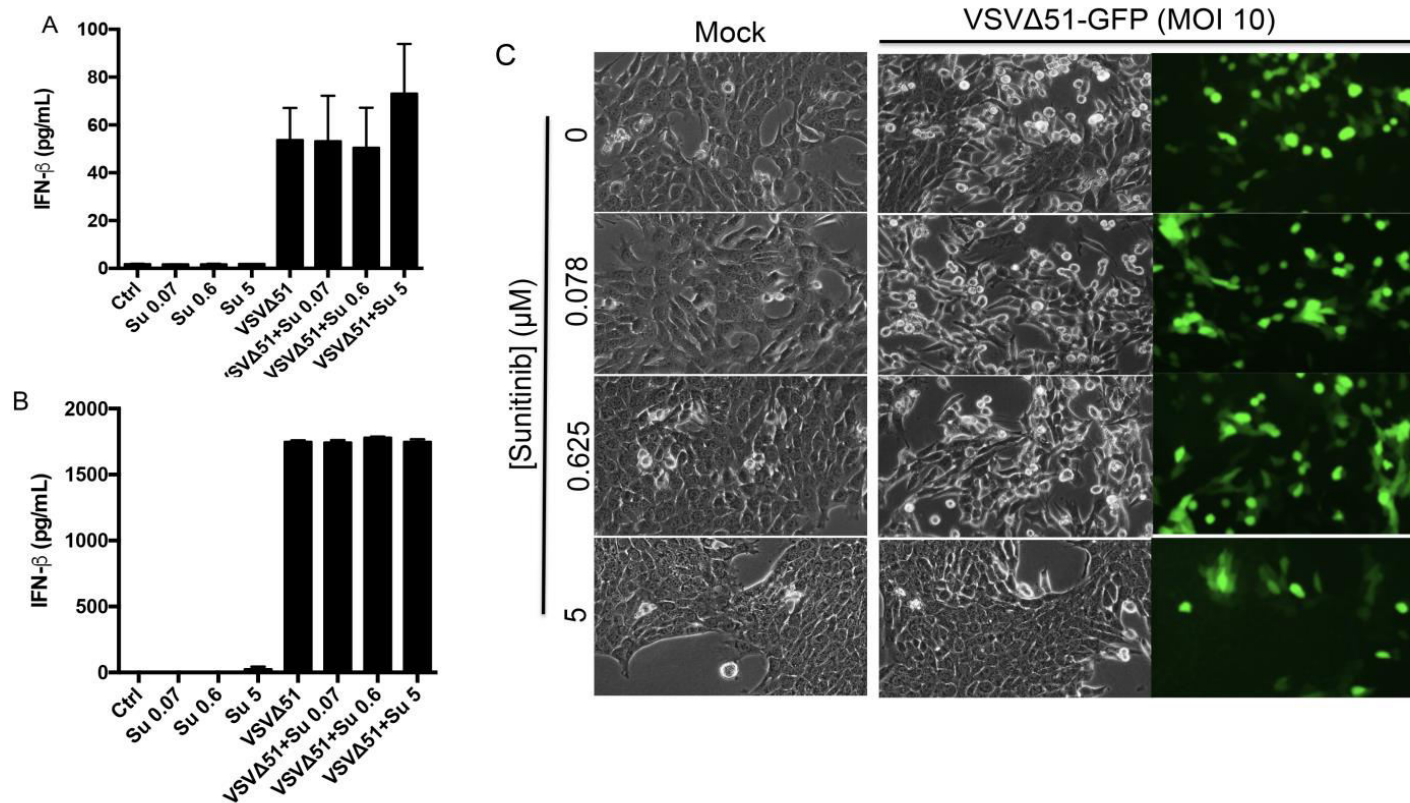 A
IFN-β (pg/mL)
100
80
60
40
20
0
Ctrl
Su 0.07
Su 0.6
Su 5
VSVΔ51
VSVΔ51+Su 0.07
VSVΔ51+Su 0.6
VSVΔ51+Su 5
B
IFN-β (pg/mL)
2000
1500
1000
500
0
Ctrl
Su 0.07
Su 0.6
Su 5
VSVΔ51
VSVΔ51+Su 0.07
VSVΔ51+Su 0.6
VSVΔ51+Su 5
C
Mock
VSVΔ51-GFP (MOI 10)
[Sunitinib] (μM)
0
0.078
0.625
5